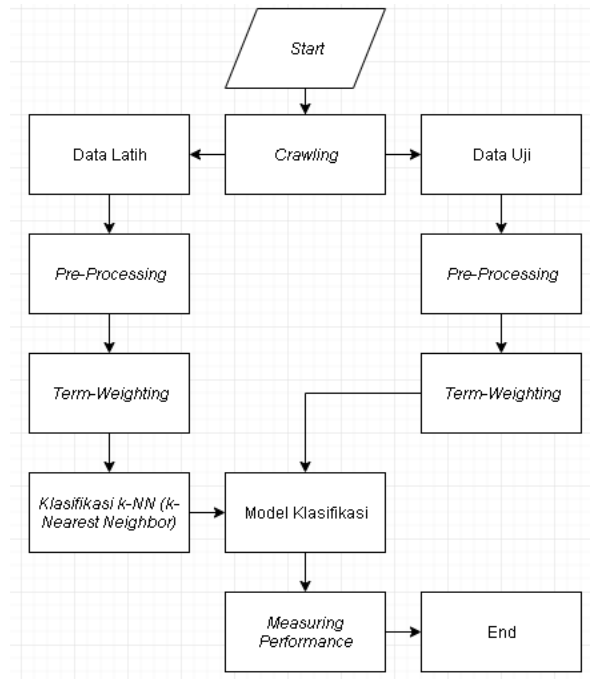 Start
Data Latih
Crawling
Data Uji
Pre-Processing
Pre-Processing
Term-Weighting
Term-Weighting
Klasifikasi k-NN (k-
Nearest Neighbor)
Model Klasifikasi
Measuring
Performance
End